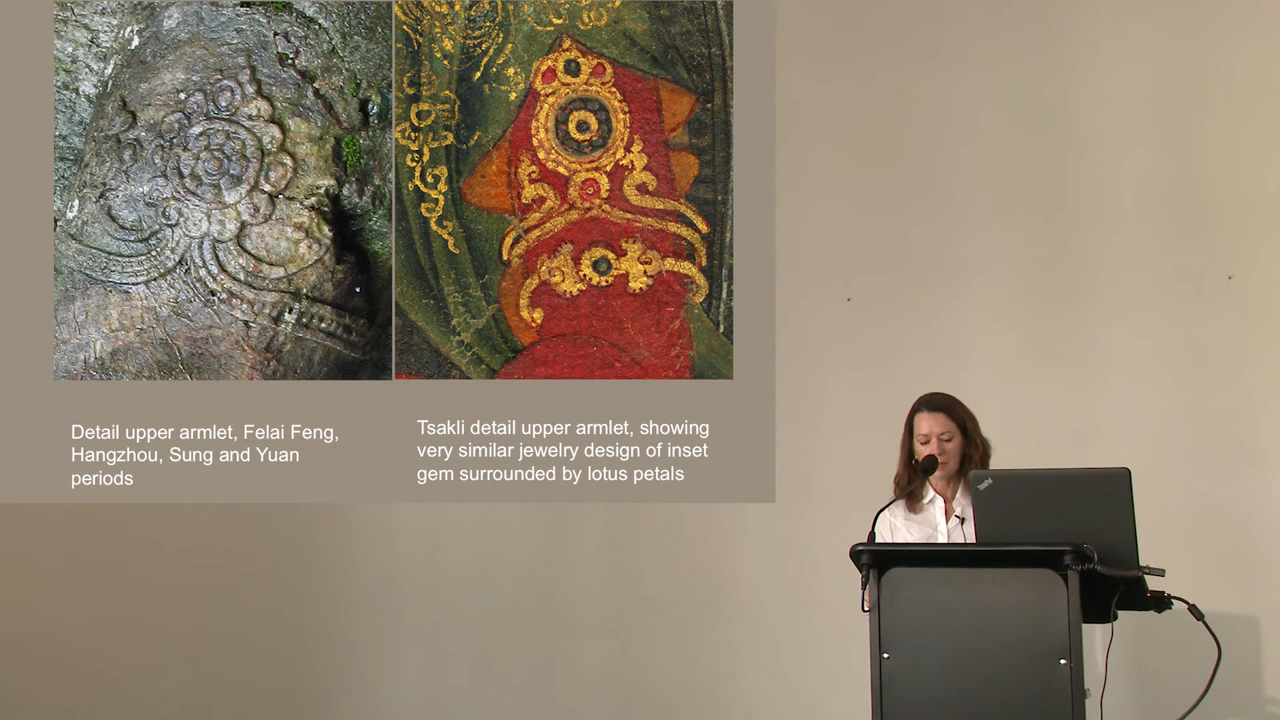 Detail upper armlet, Felai Feng,
Hangzhou, Sung and Yuan
periods
Tsakli detail upper armlet, showing
very similar jewelry design of inset
gem surrounded by lotus petals
ThinkPad